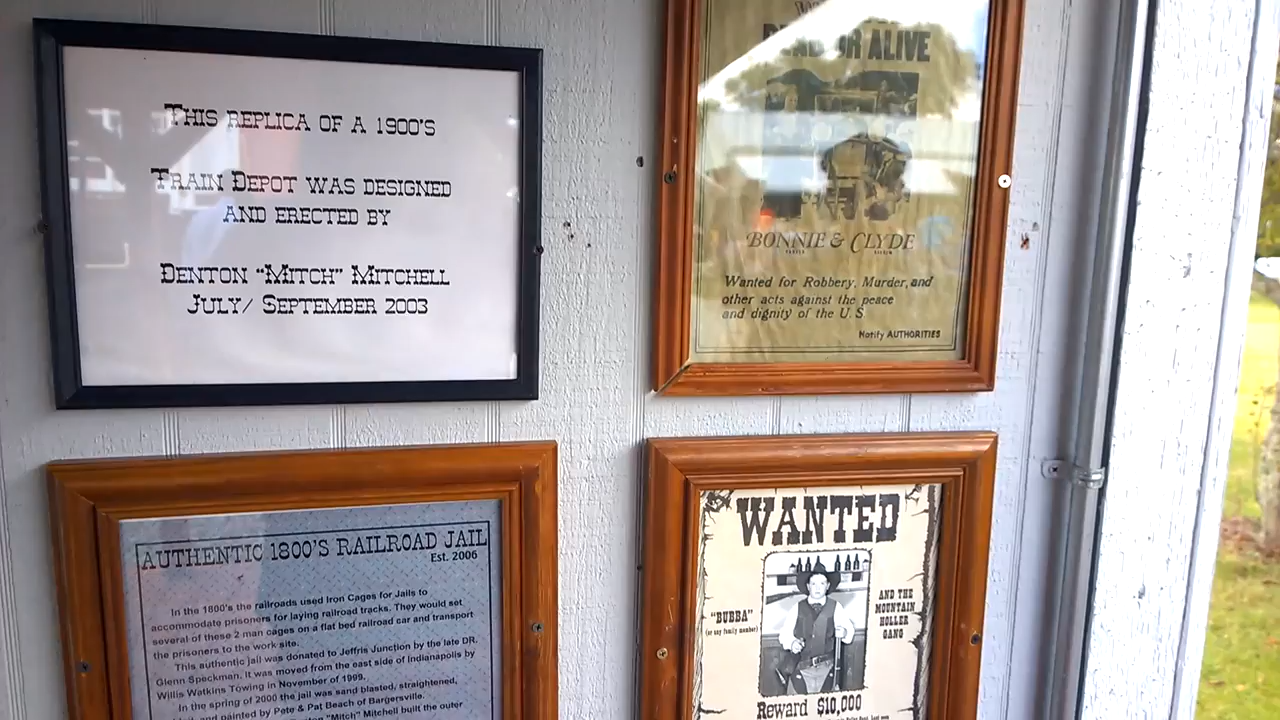 THIS REPLICA OF A 1900'S
TRAIN DEPOT WAS DESIGNED
AND ERECTED BY
DENTON "MITCH" MITCHELL
JULY/ SEPTEMBER 2003
DEAD OR ALIVE
BONNIE & CLYDE
Wanted for Robbery, Murder, and
other acts against the peace
and dignity of the U.S
Notify AUTHORITIES
AUTHENTIC 1800'S RAILROAD JAIL
Est. 2006
In the 1800's the railroads used Iron Cages for Jails to
accommodate prisoners for laying railroad tracks. They would set
several of these 2 man cages on a flat bed railroad car and transport
the prisoners to the work site.
This authentic jail was donated to Jeffris Junction by the late DR.
Glenn Speckman. It was moved from the east side of Indianapolis by
Willis Watkins Towing in November of 1999.
In the spring of 2000 the jail was sand blasted, straightened,
and painted by Pete & Pat Beach of Bargersville.
"Mitch" Mitchell built the outer
WANTED
"BUBBA"
(or any family member)
AND THE
MOUNTAIN
HOLLER
GANG
Reward $10,000